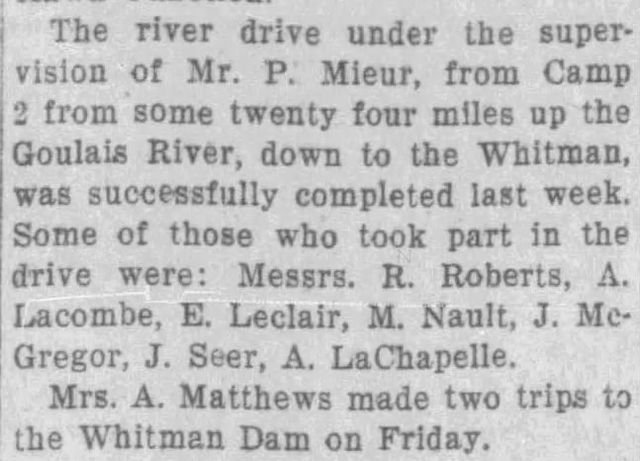 The river drive under the super-
vision of Mr. P. Mieur, from Camp
2 from some twenty four miles up the
Goulais River, down to the Whitman,
was successfully completed last week.
Some of those who took part in the
drive were: Messrs. R. Roberts, A.
Lacombe, E. Leclair, M. Nault, J. Mc-
Gregor, J. Seer, A. LaChapelle.
Mrs. A. Matthews made two trips to
the Whitman Dam on Friday.